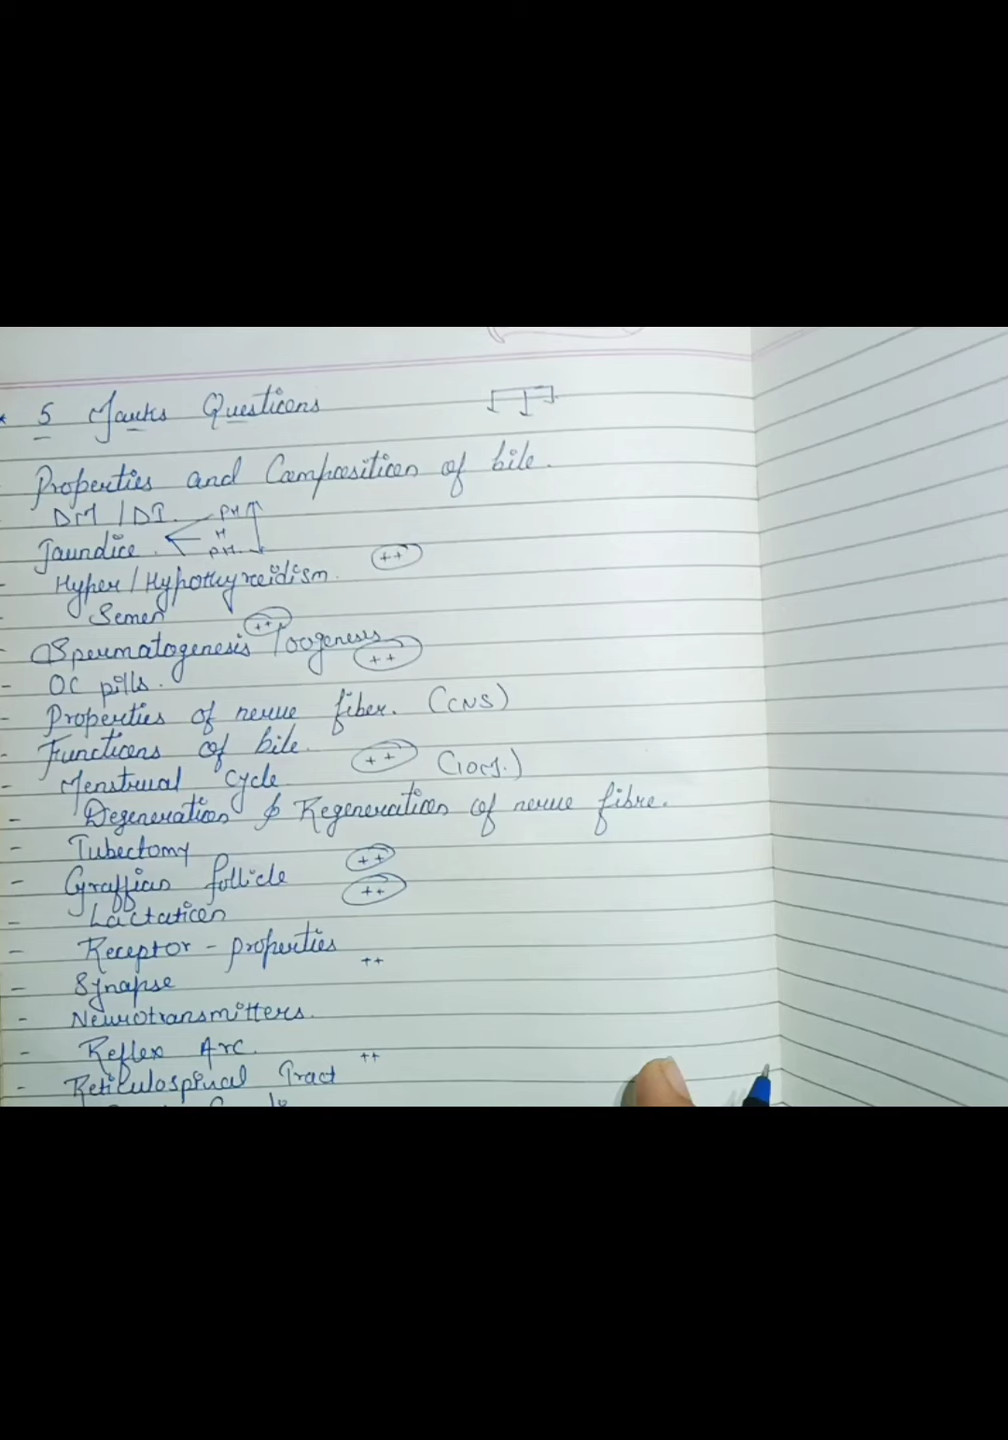 * 5 Marks Questions
Properties and Composition of bile.
DM / DI. PH
Jaundice. H
PH.
Hyper/Hypothyroidism. ++
Semen
++
Spermatogenesis / oogenesis
++
- OC pills.
- Properties of nerve fiber. (CNS)
- Functions of bile.
- Menstrual cycle ++ (10M.)
- Degeneration & Regeneration of nerve fibre.
- Tubectomy
- Graffian follicle ++
- Lactation ++
- Receptor - properties
- Synapse ++
- Neurotransmitters.
- Reflex Arc.
- Reticulospinal Tract ++